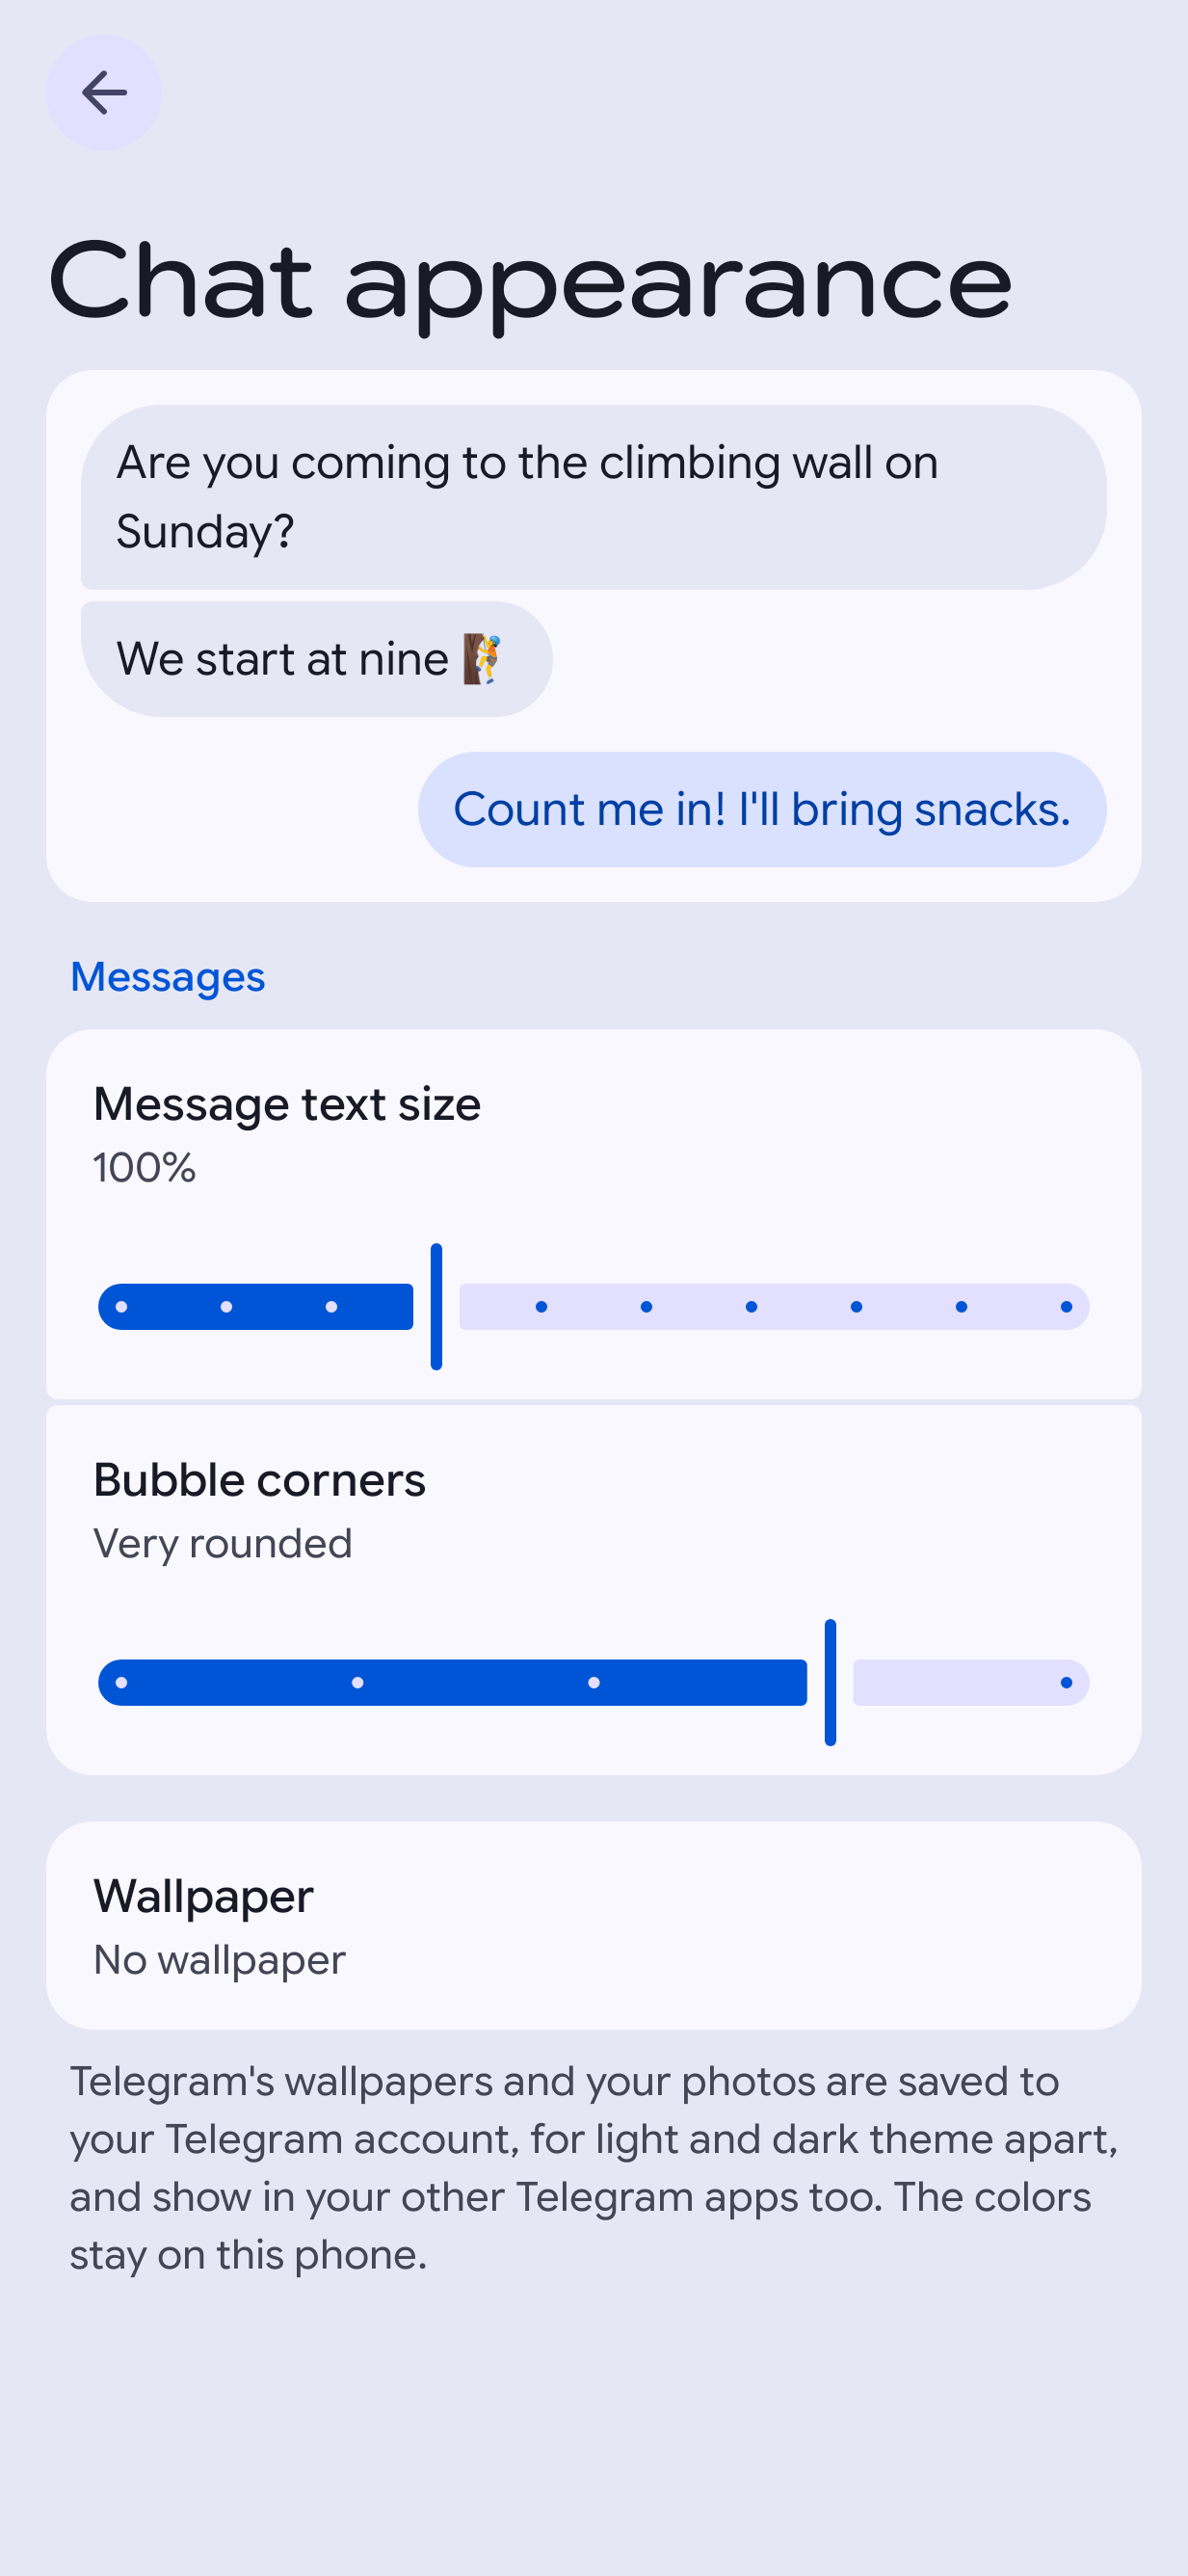 Chat appearance
Are you coming to the climbing wall on
Sunday?
We start at nine 🧗
Count me in! I'll bring snacks.
Messages
Message text size
100%
Bubble corners
Very rounded
Wallpaper
No wallpaper
Telegram's wallpapers and your photos are saved to
your Telegram account, for light and dark theme apart,
and show in your other Telegram apps too. The colors
stay on this phone.